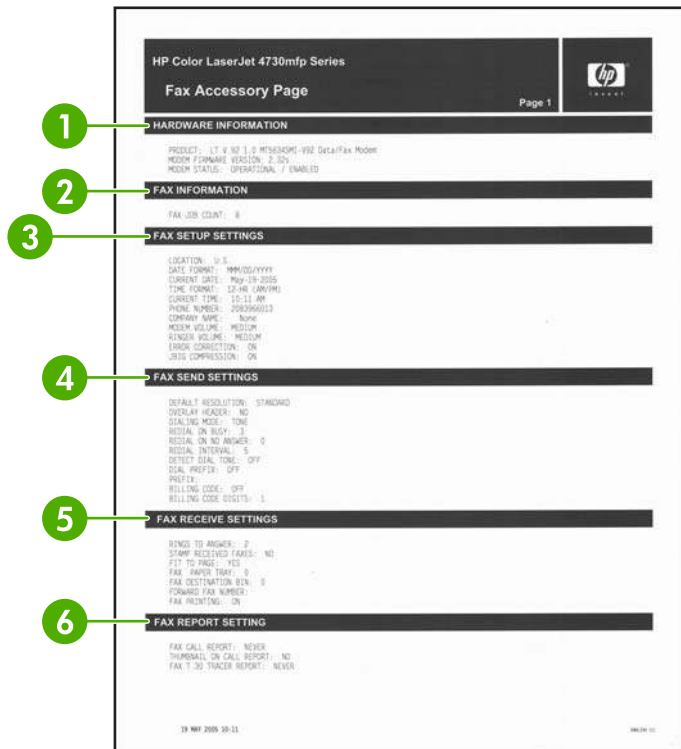 HP Color LaserJet 4730mfp Series
hp
invent
Fax Accessory Page
Page 1
1
HARDWARE INFORMATION
PRODUCT: LT V.92 1.0 MT5634SMI-V92 Data/Fax Modem
MODEM FIRMWARE VERSION: 2.32s
MODEM STATUS: OPERATIONAL / ENABLED
2
FAX INFORMATION
FAX JOB COUNT: 8
3
FAX SETUP SETTINGS
LOCATION: U.S.
DATE FORMAT: MMM/DD/YYYY
CURRENT DATE: May-19-2005
TIME FORMAT: 12-HR (AM/PM)
CURRENT TIME: 10:11 AM
PHONE NUMBER: 2083966013
COMPANY NAME: None
MODEM VOLUME: MEDIUM
RINGER VOLUME: MEDIUM
ERROR CORRECTION: ON
JBIG COMPRESSION: ON
4
FAX SEND SETTINGS
DEFAULT RESOLUTION: STANDARD
OVERLAY HEADER: NO
DIALING MODE: TONE
REDIAL ON BUSY: 3
REDIAL ON NO ANSWER: 0
REDIAL INTERVAL: 5
DETECT DIAL TONE: OFF
DIAL PREFIX: OFF
PREFIX:
BILLING CODE: OFF
BILLING CODE DIGITS: 1
5
FAX RECEIVE SETTINGS
RINGS TO ANSWER: 2
STAMP RECEIVED FAXES: NO
FIT TO PAGE: YES
FAX PAPER TRAY: 0
FAX DESTINATION BIN: 0
FORWARD FAX NUMBER:
FAX PRINTING: ON
6
FAX REPORT SETTING
FAX CALL REPORT: NEVER
THUMBNAIL ON CALL REPORT: NO
FAX T.30 TRACER REPORT: NEVER
19 MAY 2005 10:11